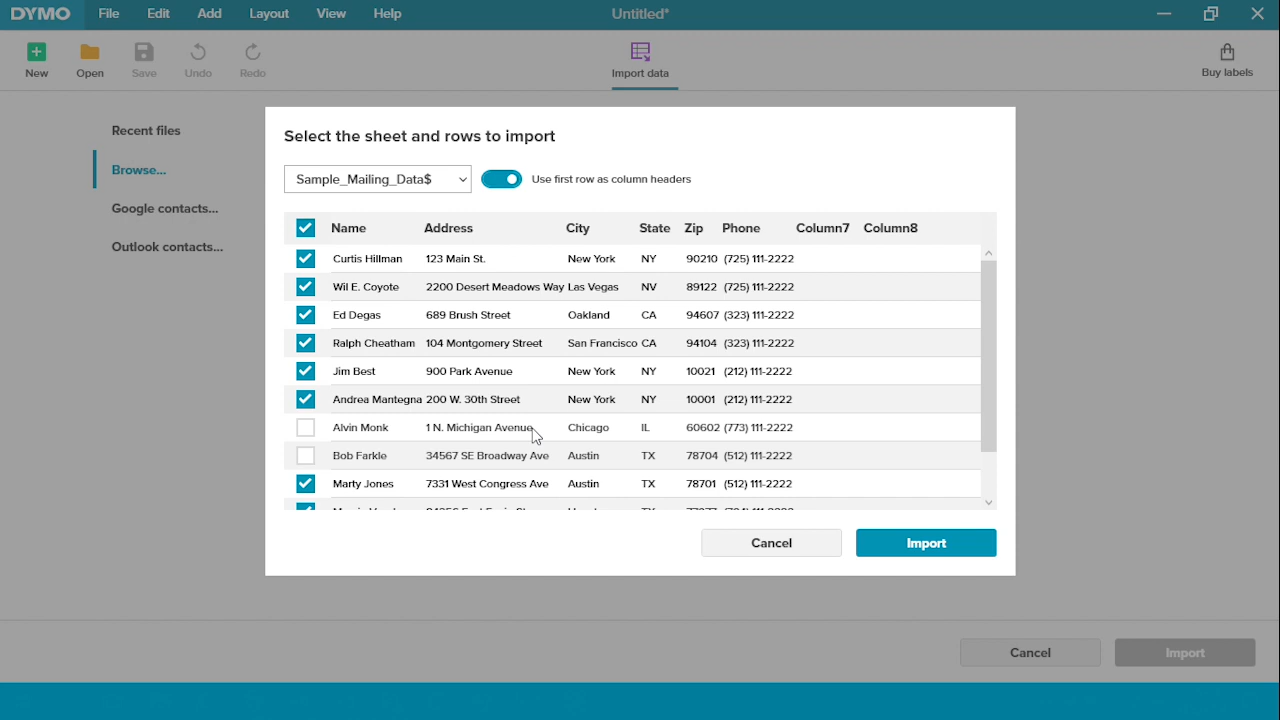 DYMO File Edit Add Layout View Help Untitled*
New Open Save Undo Redo Import data Buy labels
Recent files
Browse...
Google contacts...
Outlook contacts...
Select the sheet and rows to import
Sample_Mailing_Data$ Use first row as column headers
Name Address City State Zip Phone Column7 Column8
Curtis Hillman 123 Main St. New York NY 90210 (725) 111-2222
Wil E. Coyote 2200 Desert Meadows Way Las Vegas NV 89122 (725) 111-2222
Ed Degas 689 Brush Street Oakland CA 94607 (323) 111-2222
Ralph Cheatham 104 Montgomery Street San Francisco CA 94104 (323) 111-2222
Jim Best 900 Park Avenue New York NY 10021 (212) 111-2222
Andrea Mantegna 200 W. 30th Street New York NY 10001 (212) 111-2222
Alvin Monk 1 N. Michigan Avenue Chicago IL 60602 (773) 111-2222
Bob Farkle 34567 SE Broadway Ave Austin TX 78704 (512) 111-2222
Marty Jones 7331 West Congress Ave Austin TX 78701 (512) 111-2222
Cancel Import
Cancel Import